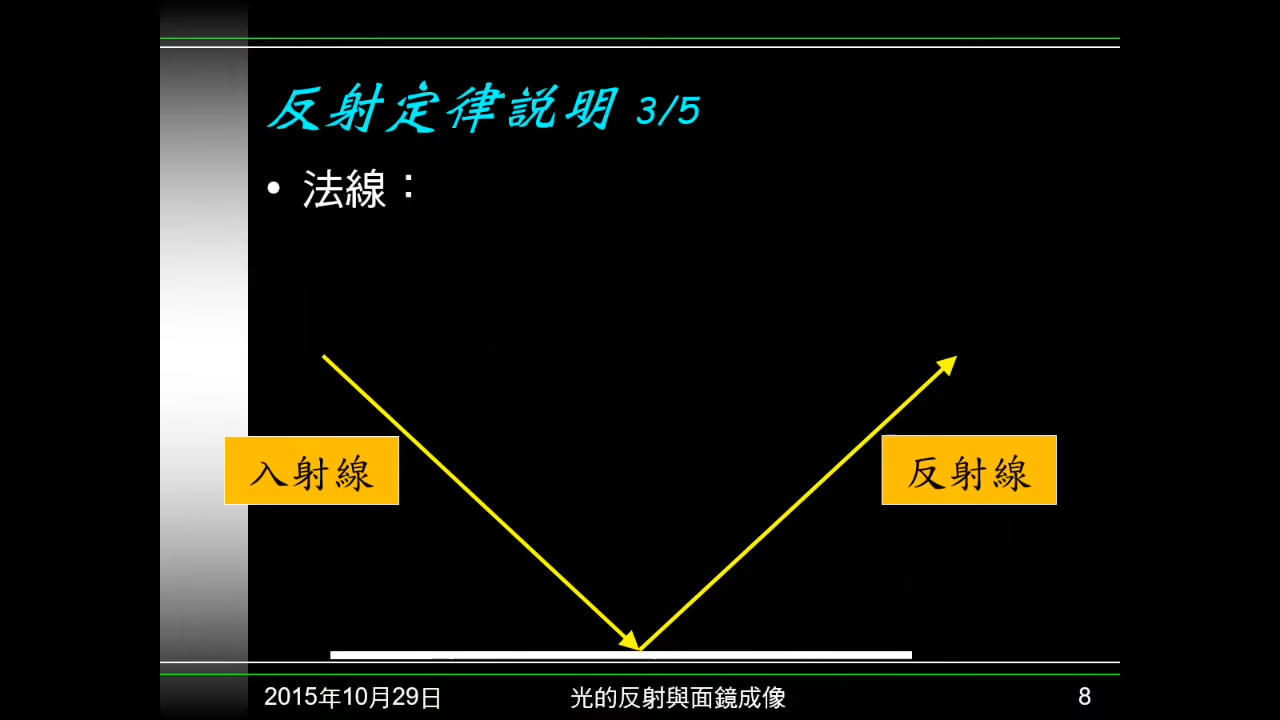 反射定律說明 3/5
• 法線：
入射線
反射線
2015年10月29日
光的反射與面鏡成像
8